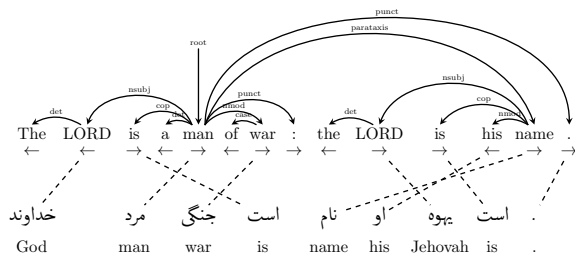 punct
parataxis
root
nsubj
nsubj
cop
punct
cop
det
det
nmod
case
det
nmod
The LORD is a man of war : the LORD is his name .
← → → ← → ← → → ← → → ← → →
خداوند مرد جنگی است نام او یهوه است .
God man war is name his Jehovah is .